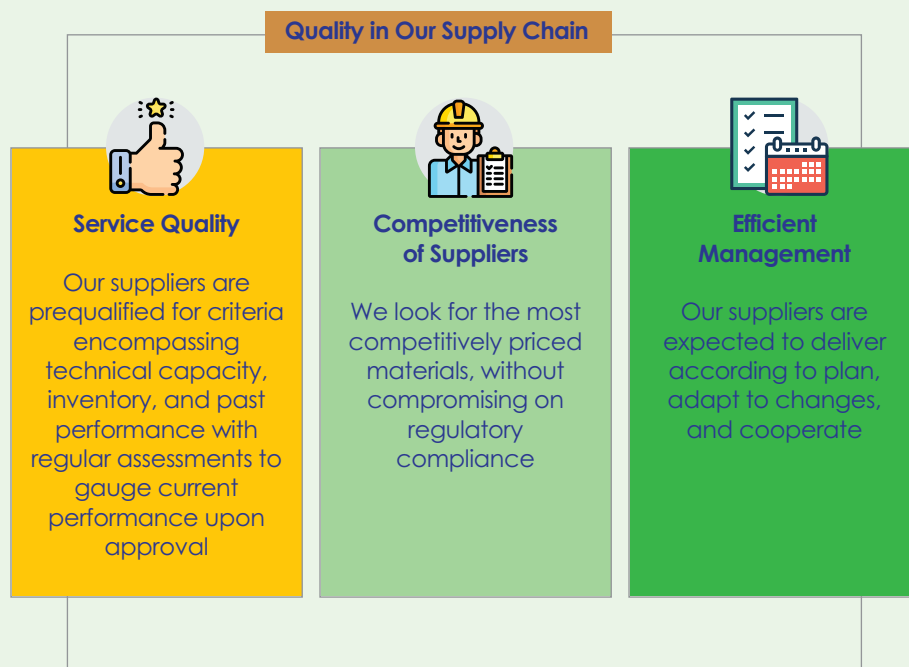 Quality in Our Supply Chain
Service Quality
Our suppliers are
prequalified for criteria
encompassing
technical capacity,
inventory, and past
performance with
regular assessments to
gauge current
performance upon
approval
Competitiveness
of Suppliers
We look for the most
competitively priced
materials, without
compromising on
regulatory
compliance
Efficient
Management
Our suppliers are
expected to deliver
according to plan,
adapt to changes,
and cooperate